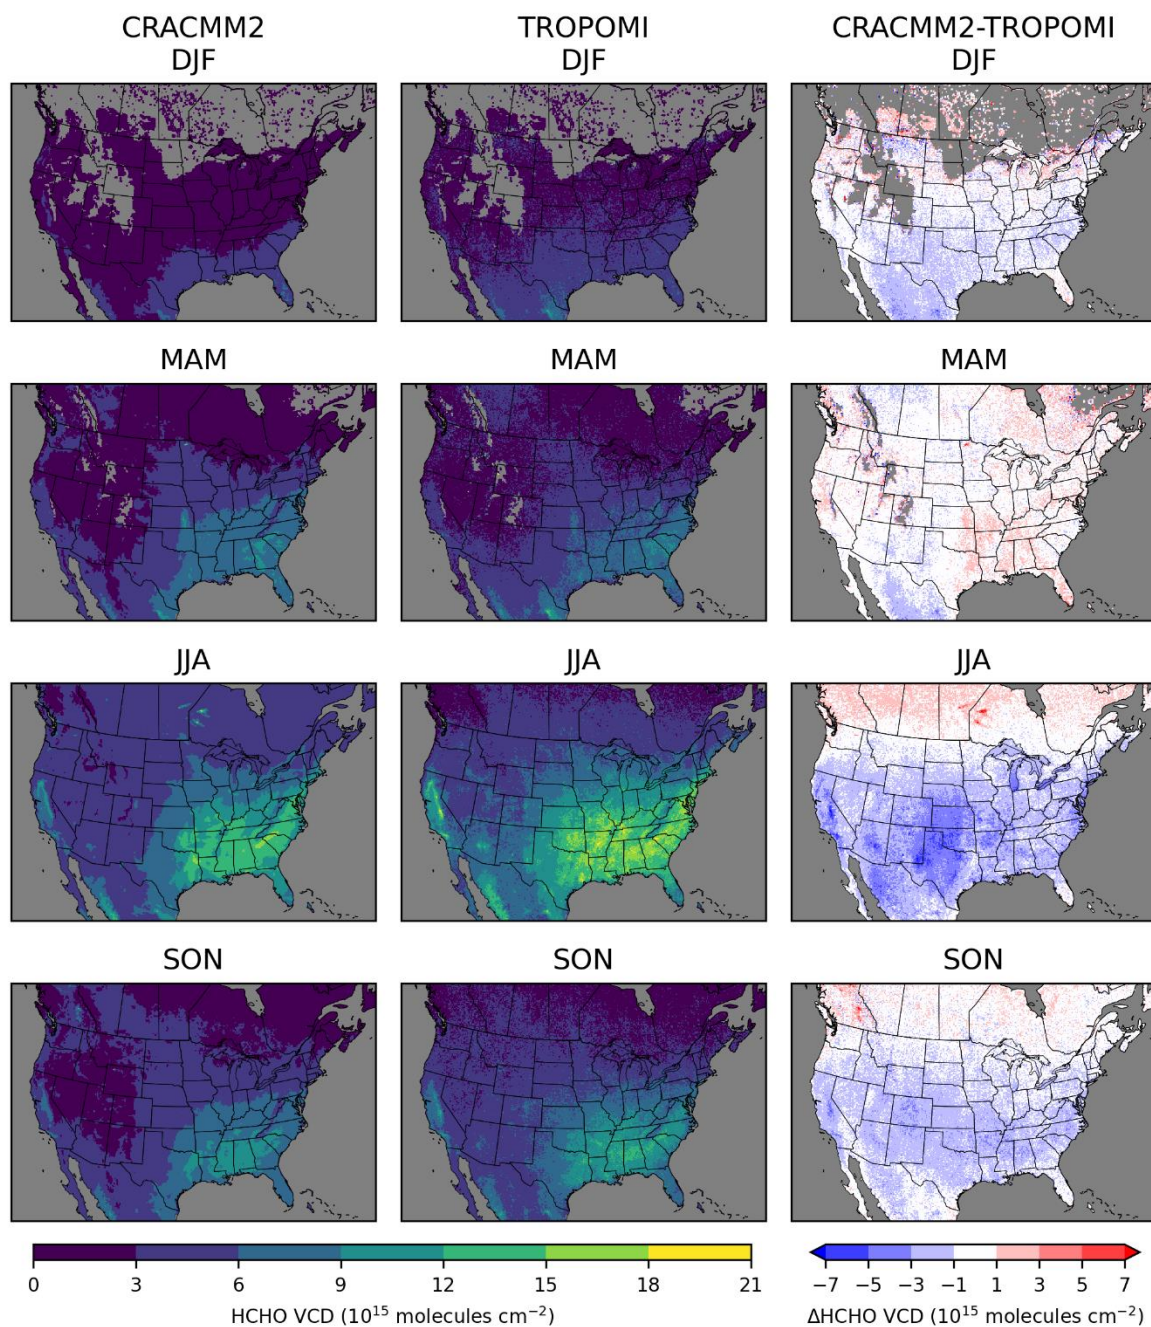 CRACMM2
DJF
TROPOMI
DJF
CRACMM2-TROPOMI
DJF
MAM
MAM
MAM
JJA
JJA
JJA
SON
SON
SON
0 3 6 9 12 15 18 21
HCHO VCD (10¹⁵ molecules cm⁻²)
−7 −5 −3 −1 1 3 5 7
ΔHCHO VCD (10¹⁵ molecules cm⁻²)